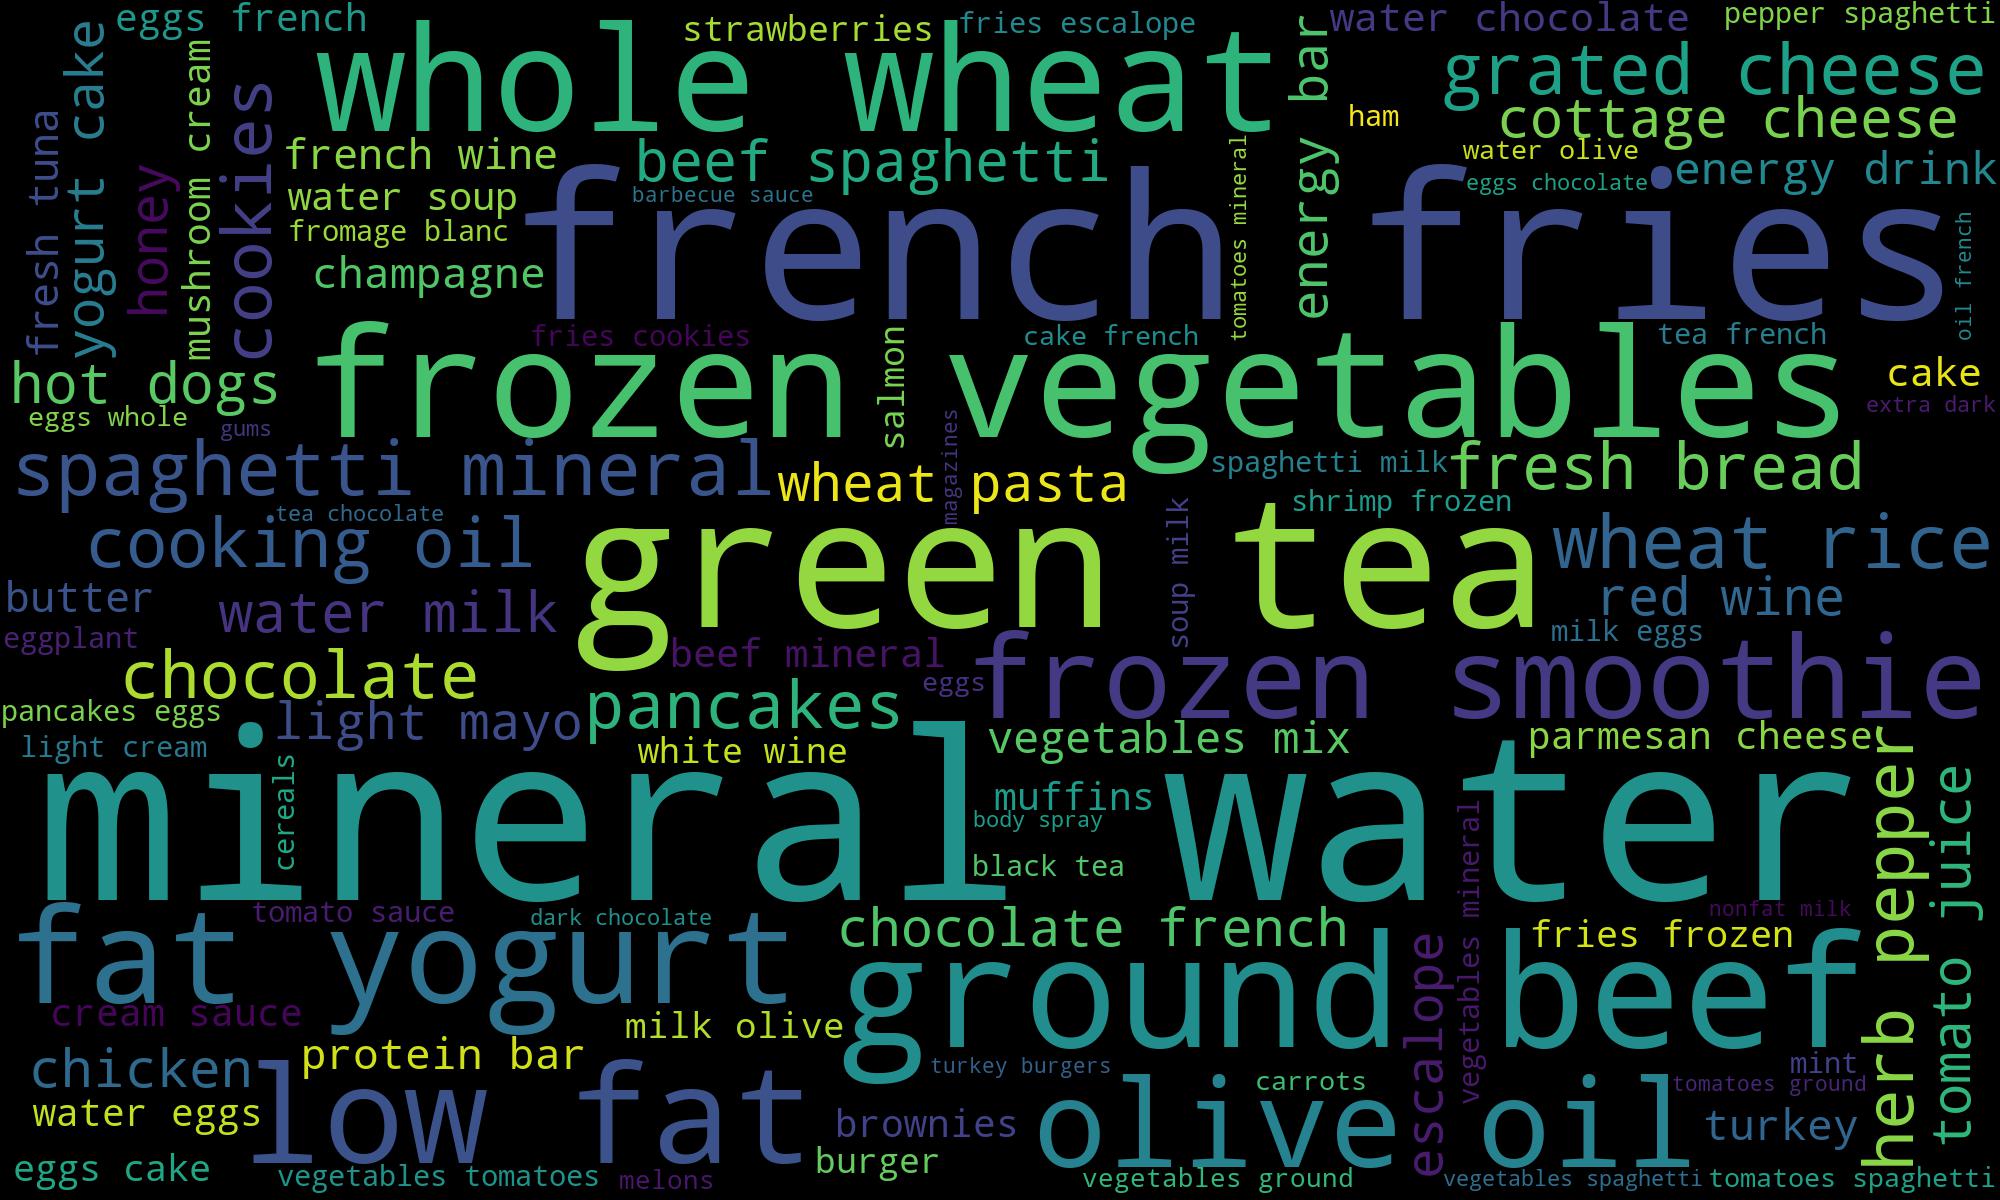 eggs french
strawberries
fries escalope
water chocolate
pepper spaghetti
whole wheat
energy bar
grated cheese
cottage cheese
ham
yogurt cake
mushroom cream
cookies
fresh tuna
honey
french wine
beef spaghetti
water olive
energy drink
water soup
barbecue sauce
eggs chocolate
fromage blanc
french fries
tomatoes mineral
oil french
champagne
fries cookies
salmon
cake french
tea french
hot dogs
frozen vegetables
cake
eggs whole
gums
extra dark
spaghetti mineral
wheat pasta
magazines
spaghetti milk
fresh bread
shrimp frozen
tea chocolate
cooking oil
green tea
soup milk
wheat rice
butter
water milk
red wine
eggplant
milk eggs
chocolate
beef mineral
eggs
frozen smoothie
pancakes eggs
light mayo
pancakes
light cream
white wine
vegetables mix
parmesan cheese
cereals
mineral water
muffins
body spray
black tea
vegetables mineral
herb pepper
tomato juice
tomato sauce
dark chocolate
chocolate french
nonfat milk
fries frozen
fat yogurt
ground beef
escalope
cream sauce
milk olive
chicken
protein bar
turkey burgers
carrots
mint
tomatoes ground
water eggs
low fat
brownies
olive oil
turkey
eggs cake
vegetables tomatoes
melons
burger
vegetables ground
vegetables spaghetti
tomatoes spaghetti